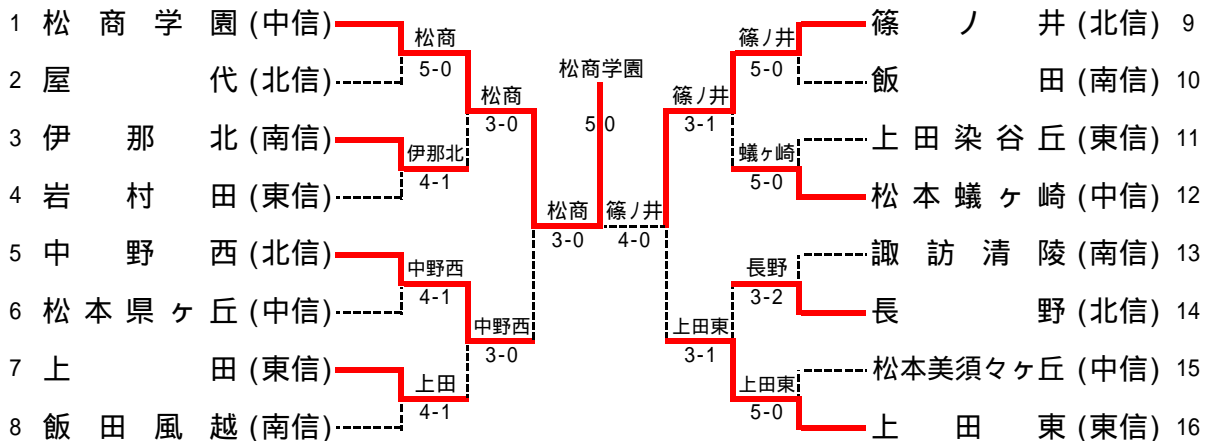 1 松商学園(中信)
2 屋代(北信)
3 伊那北(南信)
4 岩村田(東信)
5 中野西(北信)
6 松本県ヶ丘(中信)
7 上田(東信)
8 飯田風越(南信)
松商
5-0
伊那北
4-1
中野西
4-1
上田
4-1
松商
3-0
中野西
3-0
松商
3-0
松商学園
5-0
篠ノ井
4-0
篠ノ井
3-1
上田東
3-1
篠ノ井
5-0
蟻ヶ崎
5-0
長野
3-2
上田東
5-0
篠ノ井(北信) 9
飯田(南信) 10
上田染谷丘(東信) 11
松本蟻ヶ崎(中信) 12
諏訪清陵(南信) 13
長野(北信) 14
松本美須々ヶ丘(中信) 15
上田東(東信) 16